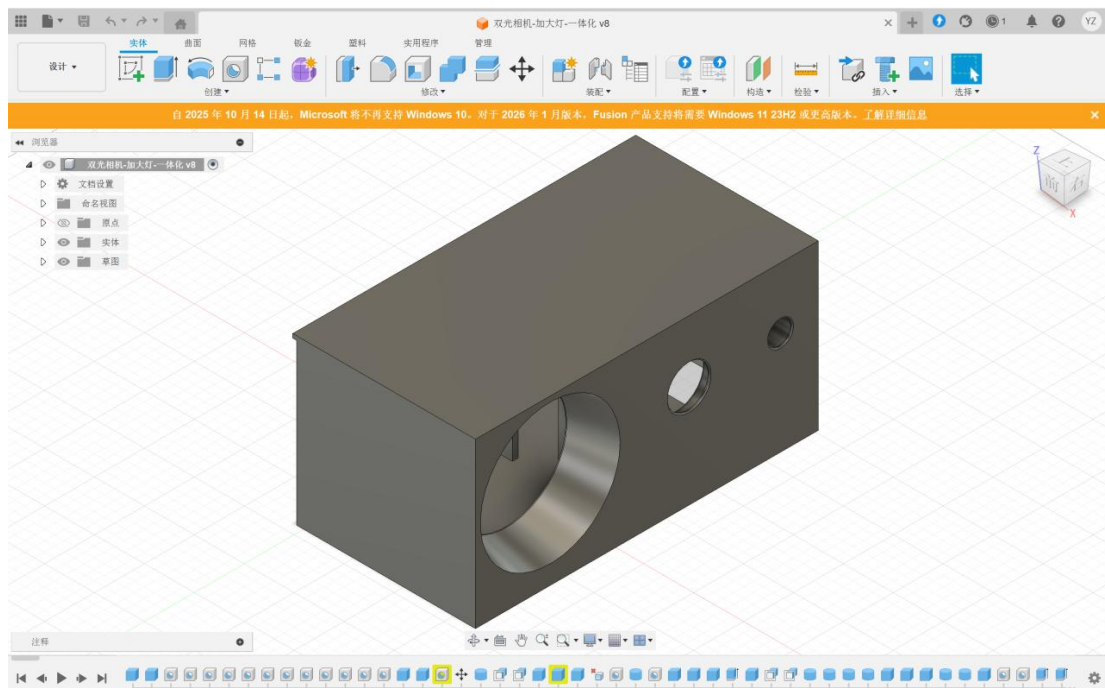 双光相机-加大灯-一体化 v8
1
YZ
实体 曲面 网格 钣金 塑料 实用程序 管理
设计
创建 修改 装配 配置 构造 检验 插入 选择
自 2025 年 10 月 14 日起，Microsoft 将不再支持 Windows 10。对于 2026 年 1 月版本，Fusion 产品支持将需要 Windows 11 23H2 或更高版本。了解详细信息
浏览器
双光相机-加大灯-一体化 v8
文档设置
命名视图
原点
实体
草图
Z
上
前 右
X
注释